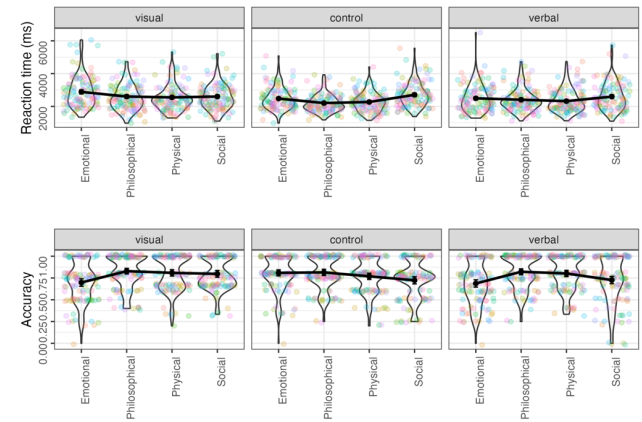 visual
control
verbal
Reaction time (ms)
6000
4000
2000
Emotional
Philosophical
Physical
Social
Emotional
Philosophical
Physical
Social
Emotional
Philosophical
Physical
Social
visual
control
verbal
Accuracy
1.00
0.75
0.50
0.25
0.00
Emotional
Philosophical
Physical
Social
Emotional
Philosophical
Physical
Social
Emotional
Philosophical
Physical
Social